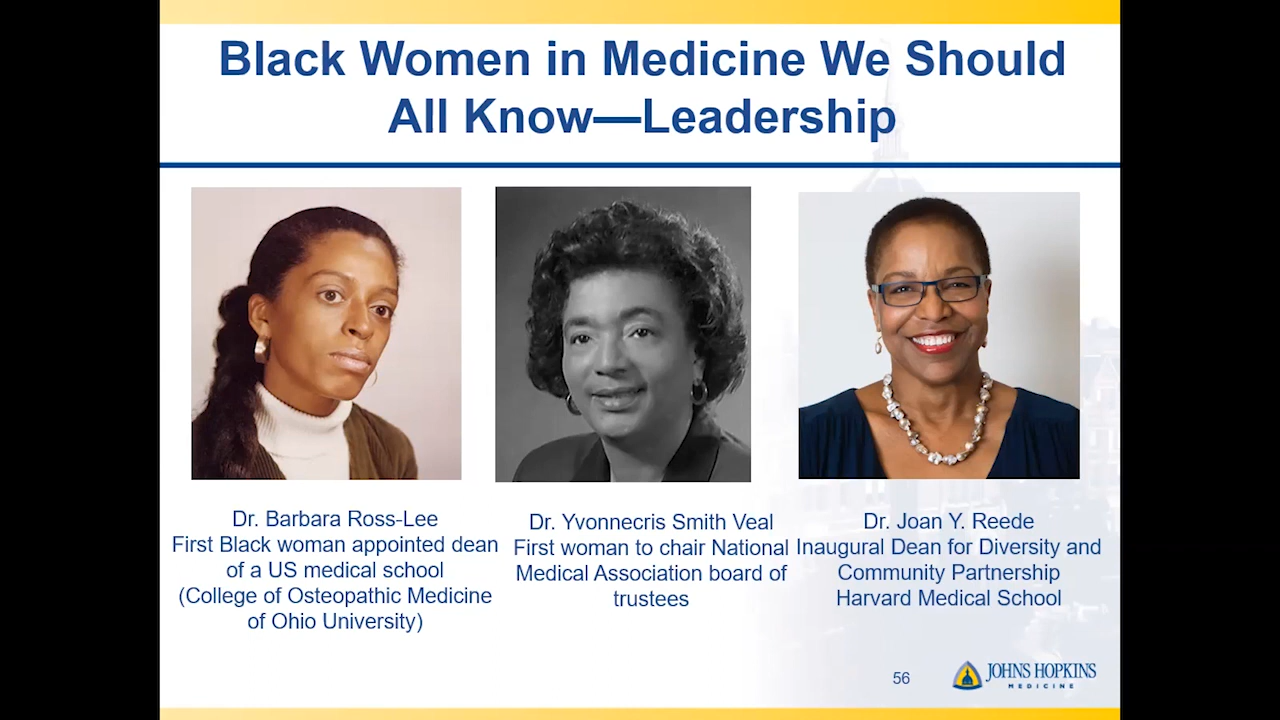 Black Women in Medicine We Should
All Know—Leadership
Dr. Barbara Ross-Lee
First Black woman appointed dean
of a US medical school
(College of Osteopathic Medicine
of Ohio University)
Dr. Yvonnecris Smith Veal
First woman to chair National
Medical Association board of
trustees
Dr. Joan Y. Reede
Inaugural Dean for Diversity and
Community Partnership
Harvard Medical School
56
JOHNS HOPKINS
MEDICINE